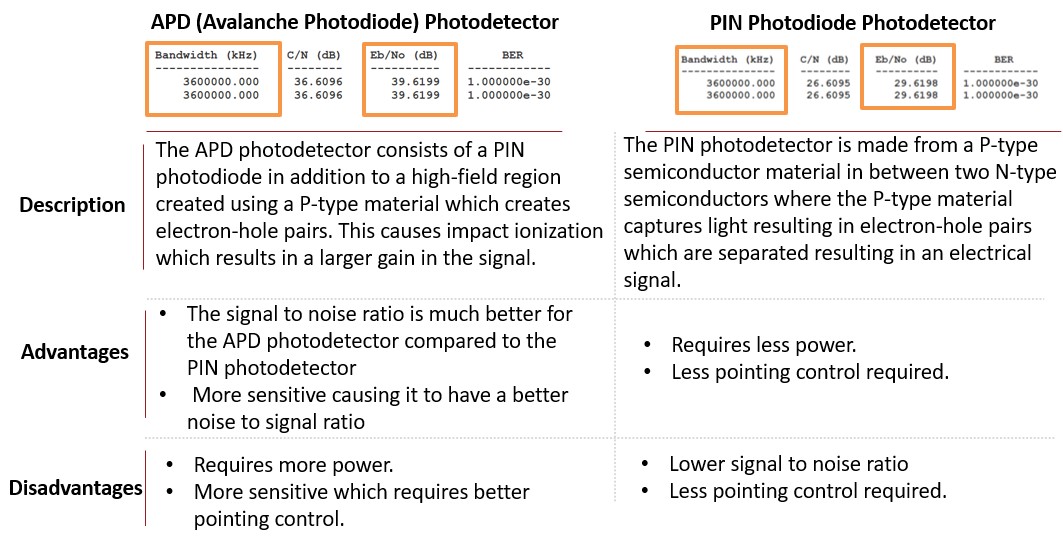 APD (Avalanche Photodiode) Photodetector
Bandwidth (kHz) C/N (dB) Eb/No (dB) BER
--------------- -------- ---------- ------------
3600000.000 36.6096 39.6199 1.000000e-30
3600000.000 36.6096 39.6199 1.000000e-30
PIN Photodiode Photodetector
Bandwidth (kHz) C/N (dB) Eb/No (dB) BER
--------------- -------- ---------- ------------
3600000.000 26.6095 29.6198 1.000000e-30
3600000.000 26.6095 29.6198 1.000000e-30
Description
The APD photodetector consists of a PIN
photodiode in addition to a high-field region
created using a P-type material which creates
electron-hole pairs. This causes impact ionization
which results in a larger gain in the signal.
The PIN photodetector is made from a P-type
semiconductor material in between two N-type
semiconductors where the P-type material
captures light resulting in electron-hole pairs
which are separated resulting in an electrical
signal.
Advantages
• The signal to noise ratio is much better for
the APD photodetector compared to the
PIN photodetector
• More sensitive causing it to have a better
noise to signal ratio
• Requires less power.
• Less pointing control required.
Disadvantages
• Requires more power.
• More sensitive which requires better
pointing control.
• Lower signal to noise ratio
• Less pointing control required.